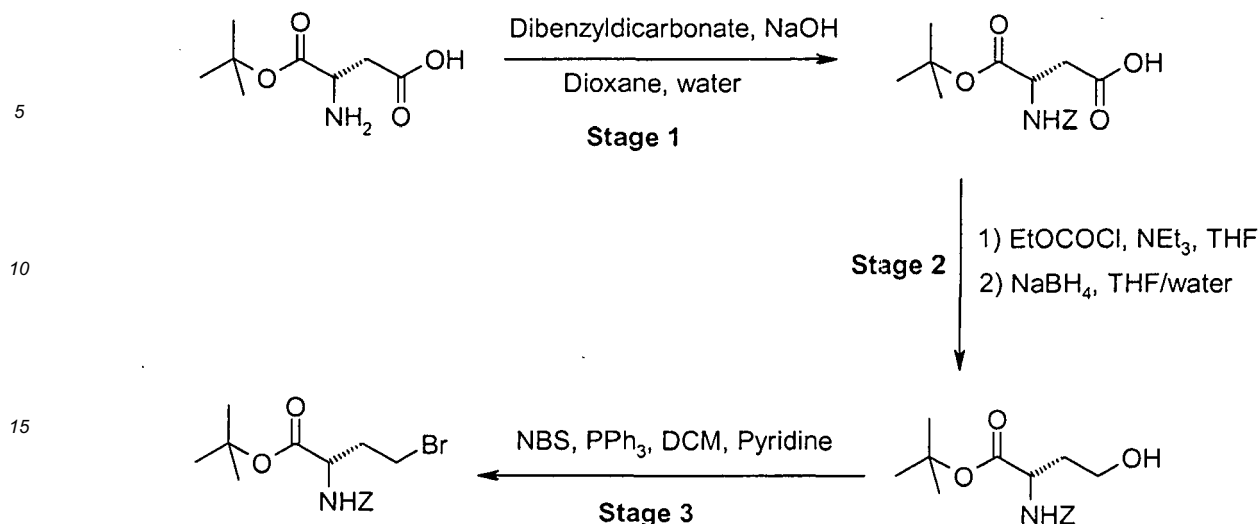 Dibenzyldicarbonate, NaOH
Dioxane, water
Stage 1
O
O
OH
NH2
O
O
O
OH
NHZ
O
5
Stage 2
1) EtOCOCl, NEt3, THF
2) NaBH4, THF/water
10
O
O
Br
NHZ
NBS, PPh3, DCM, Pyridine
Stage 3
O
O
OH
NHZ
15